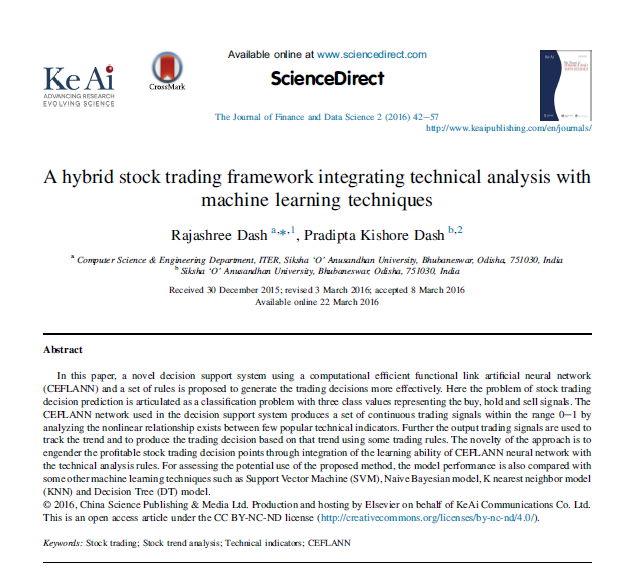 Available online at www.sciencedirect.com
Ke Ai
ADVANCING RESEARCH
EVOLVING SCIENCE
CrossMark
ScienceDirect
The Journal of Finance and Data Science 2 (2016) 42–57
http://www.keaipublishing.com/en/journals/
A hybrid stock trading framework integrating technical analysis with
machine learning techniques
Rajashree Dash a,*,1, Pradipta Kishore Dash b,2
a Computer Science & Engineering Department, ITER, Siksha ‘O’ Anusandhan University, Bhubaneswar, Odisha, 751030, India
b Siksha ‘O’ Anusandhan University, Bhubaneswar, Odisha, 751030, India
Received 30 December 2015; revised 3 March 2016; accepted 8 March 2016
Available online 22 March 2016
Abstract
In this paper, a novel decision support system using a computational efficient functional link artificial neural network
(CEFLANN) and a set of rules is proposed to generate the trading decisions more effectively. Here the problem of stock trading
decision prediction is articulated as a classification problem with three class values representing the buy, hold and sell signals. The
CEFLANN network used in the decision support system produces a set of continuous trading signals within the range 0–1 by
analyzing the nonlinear relationship exists between few popular technical indicators. Further the output trading signals are used to
track the trend and to produce the trading decision based on that trend using some trading rules. The novelty of the approach is to
engender the profitable stock trading decision points through integration of the learning ability of CEFLANN neural network with
the technical analysis rules. For assessing the potential use of the proposed method, the model performance is also compared with
some other machine learning techniques such as Support Vector Machine (SVM), Naive Bayesian model, K nearest neighbor model
(KNN) and Decision Tree (DT) model.
© 2016, China Science Publishing & Media Ltd. Production and hosting by Elsevier on behalf of KeAi Communications Co. Ltd.
This is an open access article under the CC BY-NC-ND license (http://creativecommons.org/licenses/by-nc-nd/4.0/).
Keywords: Stock trading; Stock trend analysis; Technical indicators; CEFLANN